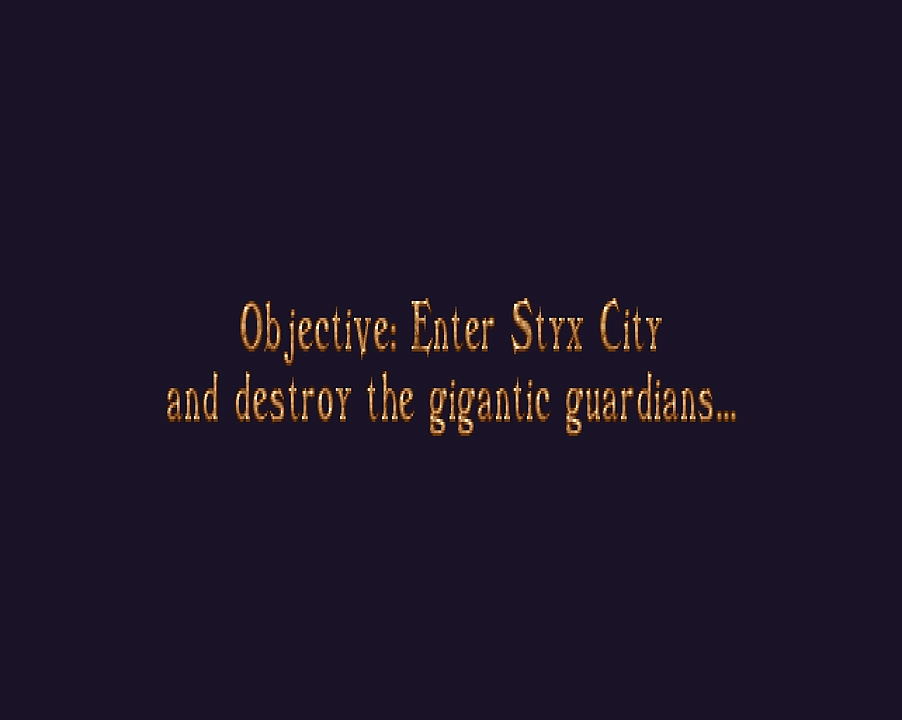 Objective: Enter Styx City
and destroy the gigantic guardians...